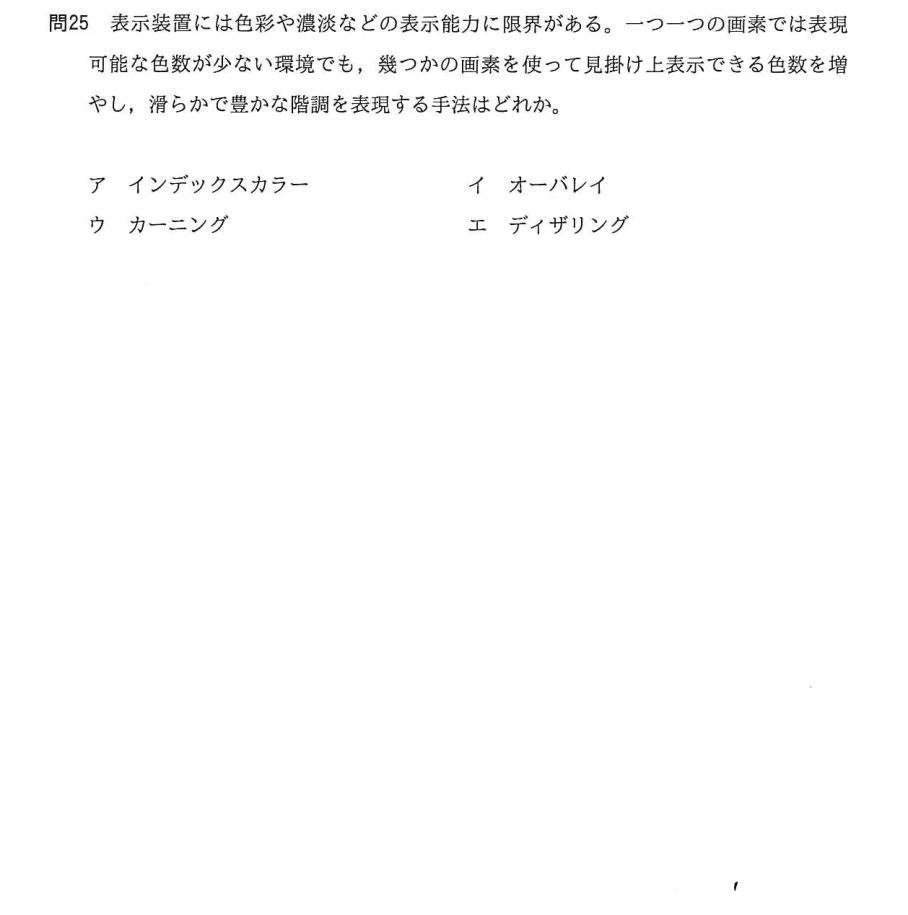 問25　表示装置には色彩や濃淡などの表示能力に限界がある。一つ一つの画素では表現
可能な色数が少ない環境でも，幾つかの画素を使って見掛け上表示できる色数を増
やし，滑らかで豊かな階調を表現する手法はどれか。
ア　インデックスカラー　　イ　オーバレイ
ウ　カーニング　　エ　ディザリング